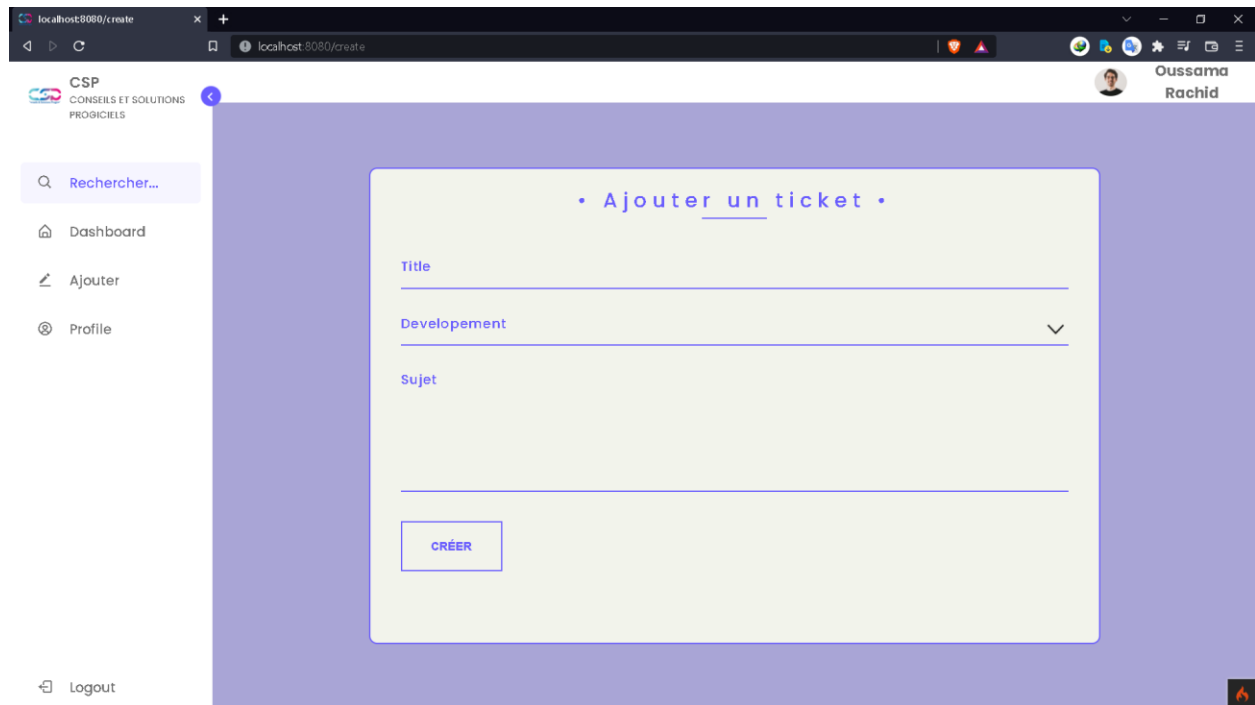 localhost:8080/create
localhost:8080/create
CSP
CONSEILS ET SOLUTIONS
PROGICIELS
Oussama
Rachid
Rechercher...
Dashboard
Ajouter
Profile
Logout
• Ajouter un ticket •
Title
Developement
Sujet
CRÉER